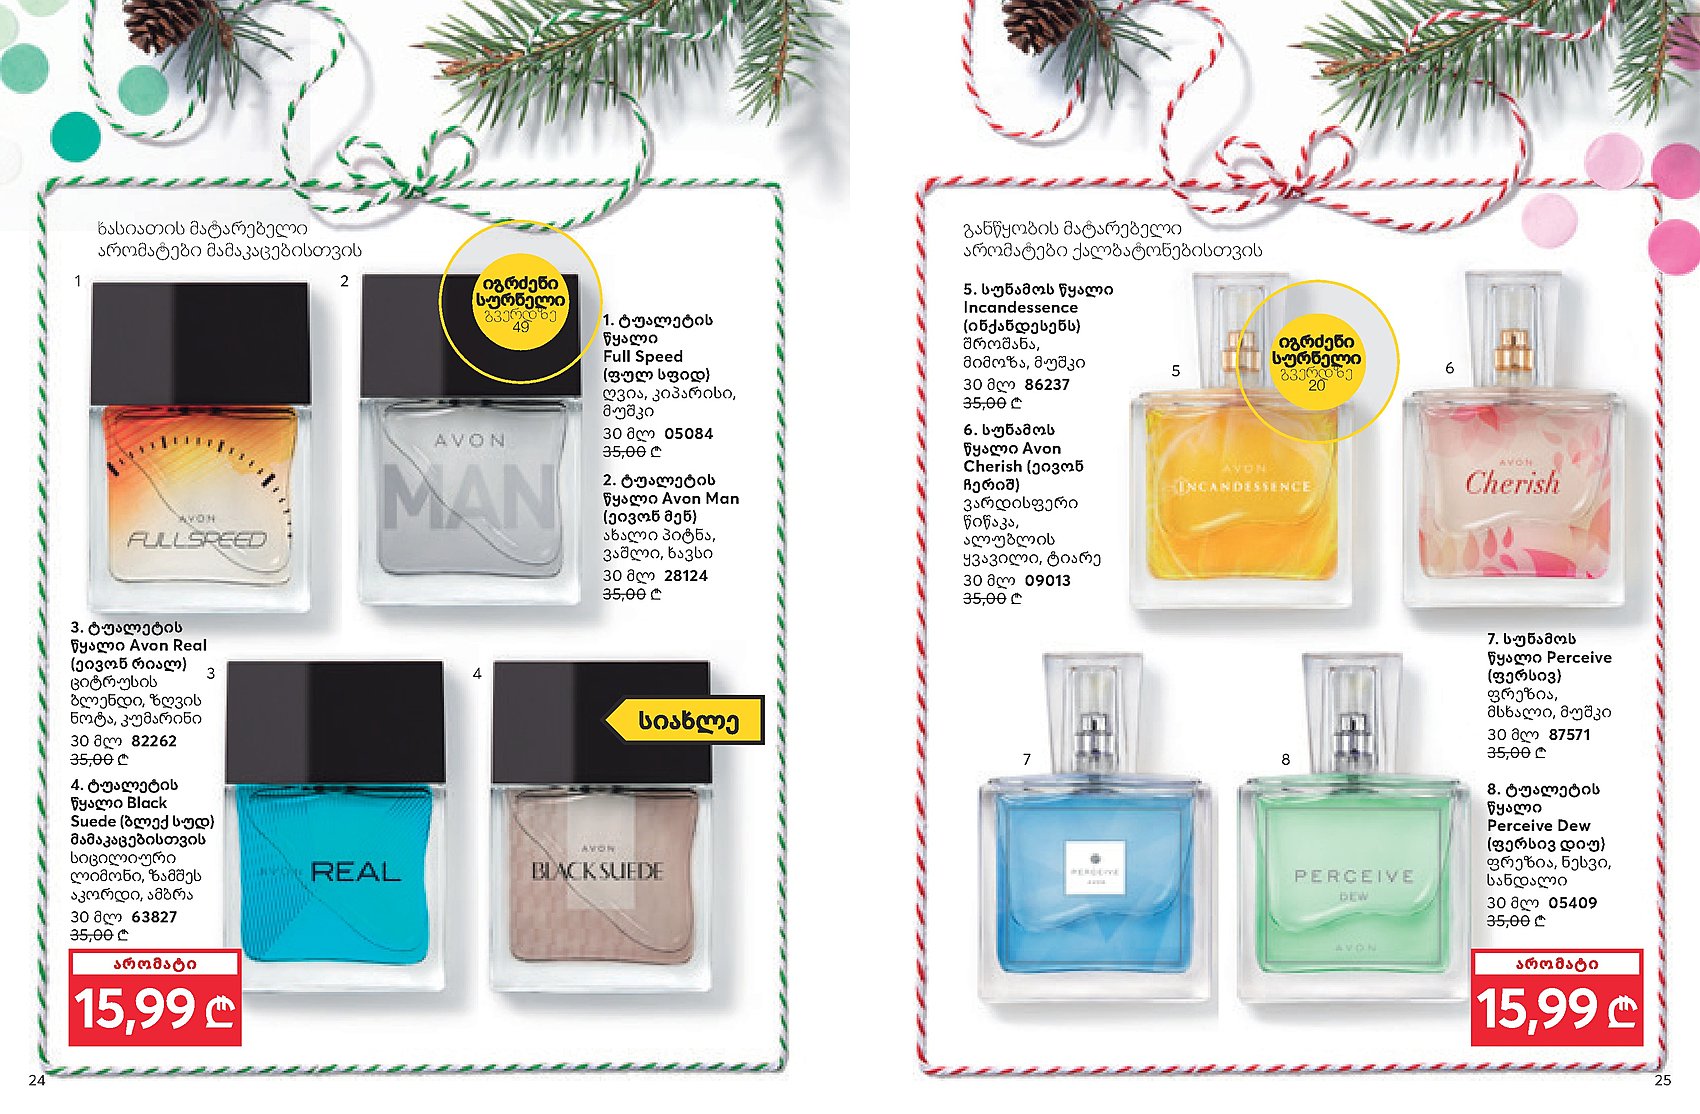 ხასიათის მატარებელი
არომატები მამაკაცებისთვის
1
2
იგრძენი
სურნელი
გვერდზე
49
1. ტუალეტის
წყალი
Full Speed
(ფულ სფიდ)
ღვია, კიპარისი,
მუშკი
30 მლ 05084
35,00 ₾
2. ტუალეტის
წყალი Avon Man
(ეივონ მენ)
ახალი პიტნა,
ვაშლი, ხავსი
30 მლ 28124
35,00 ₾
AVON
FULLSPEED
AVON
MAN
3. ტუალეტის
წყალი Avon Real
(ეივონ რიალ)
ციტრუსის
ბლენდი, ზღვის
ნოტა, კუმარინი
30 მლ 82262
35,00 ₾
4. ტუალეტის
წყალი Black
Suede (ბლექ სუდ)
მამაკაცებისთვის
სიცილიური
ლიმონი, ზამშეს
აკორდი, ამბრა
30 მლ 63827
35,00 ₾
3
4
სიახლე
AVON REAL
AVON
BLACK SUEDE
არომატი
15,99 ₾
24
განწყობის მატარებელი
არომატები ქალბატონებისთვის
5. სუნამოს წყალი
Incandessence
(ინქანდესენს)
შროშანა,
მიმოზა, მუშკი
30 მლ 86237
35,00 ₾
6. სუნამოს
წყალი Avon
Cherish (ეივონ
ჩერიშ)
ვარდისფერი
წიწაკა,
ალუბლის
ყვავილი, ტიარე
30 მლ 09013
35,00 ₾
5
იგრძენი
სურნელი
გვერდზე
20
6
AVON
INCANDESSENCE
AVON
Cherish
7
8
PERCEIVE
AVON
PERCEIVE
DEW
AVON
7. სუნამოს
წყალი Perceive
(ფერსივ)
ფრეზია,
მსხალი, მუშკი
30 მლ 87571
35,00 ₾
8. ტუალეტის
წყალი
Perceive Dew
(ფერსივ დიუ)
ფრეზია, ნესვი,
სანდალი
30 მლ 05409
35,00 ₾
არომატი
15,99 ₾
25